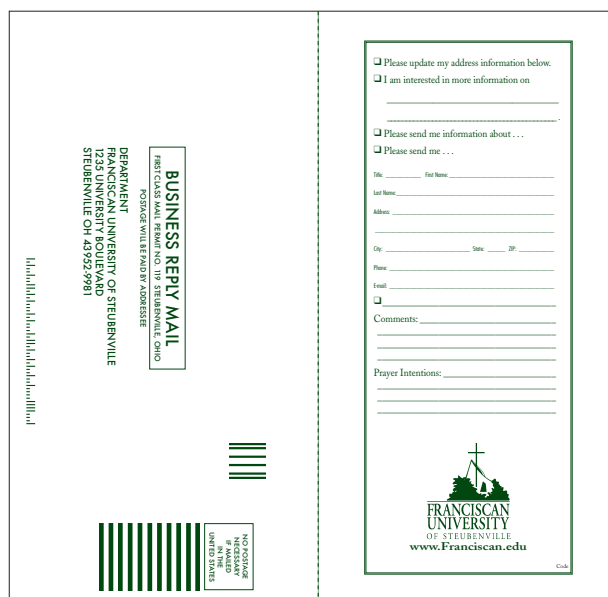 NO POSTAGE
NECESSARY
IF MAILED
IN THE
UNITED STATES
BUSINESS REPLY MAIL
FIRST CLASS MAIL PERMIT NO. 119 STEUBENVILLE, OHIO
POSTAGE WILL BE PAID BY ADDRESSEE
DEPARTMENT
FRANCISCAN UNIVERSITY OF STEUBENVILLE
1235 UNIVERSITY BOULEVARD
STEUBENVILLE OH 43952-9981
Please update my address information below.
I am interested in more information on
.
Please send me information about . . .
Please send me . . .
Title: First Name:
Last Name:
Address:
City: State: ZIP:
Phone:
E-mail:
Comments:
Prayer Intentions:
FRANCISCAN
UNIVERSITY
OF STEUBENVILLE
www.Franciscan.edu
Code